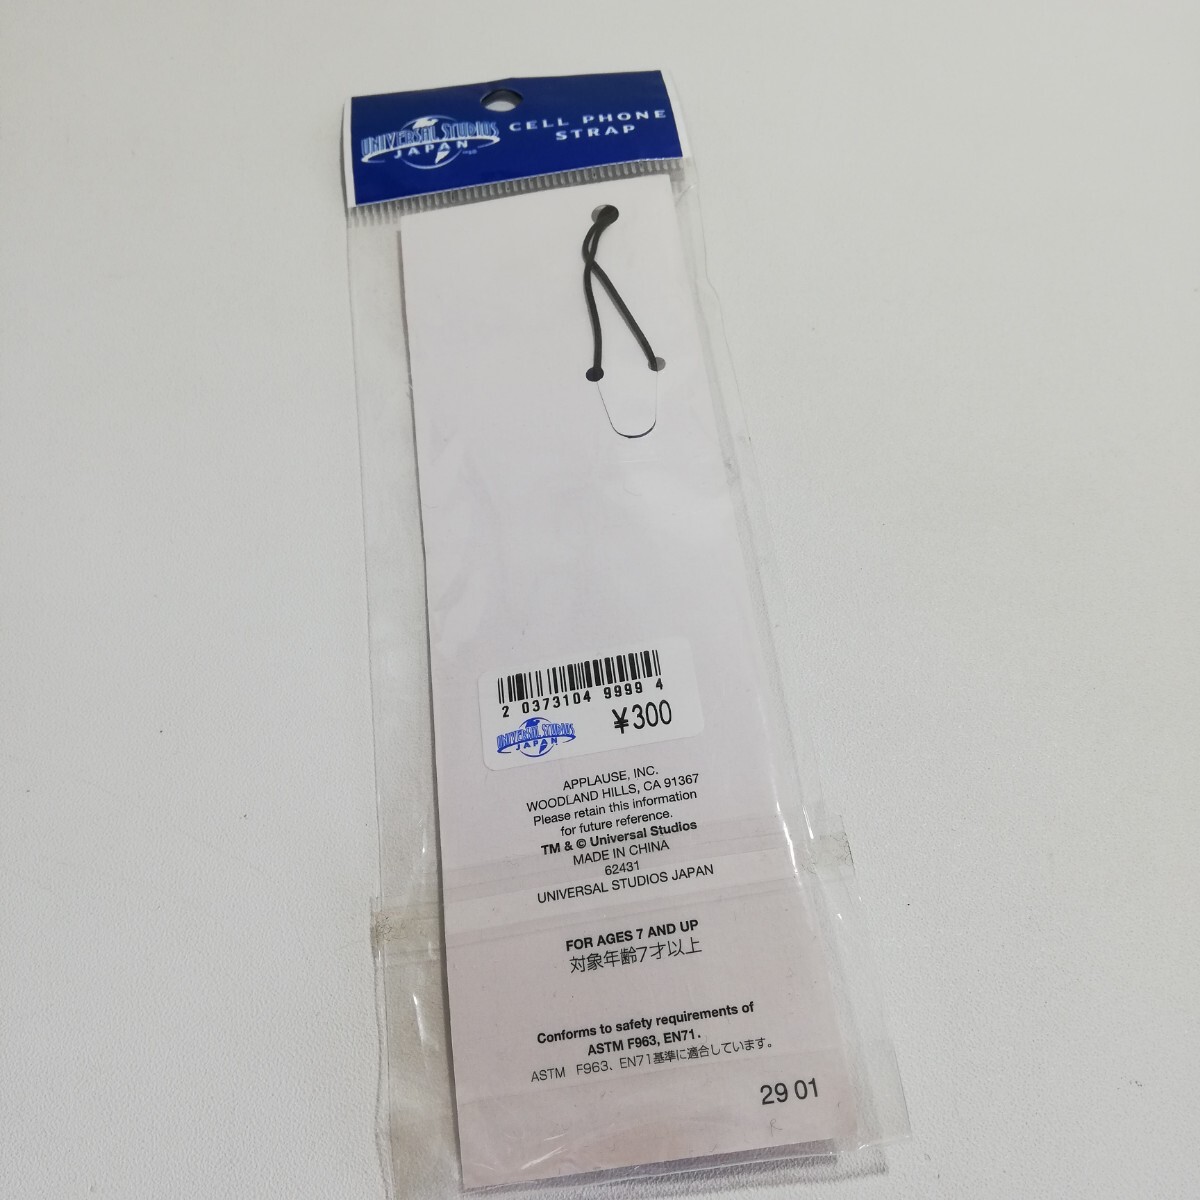 UNIVERSAL STUDIOS
JAPAN
CELL PHONE
STRAP
2 0373104 9999 4
UNIVERSAL STUDIOS
JAPAN
¥300
APPLAUSE, INC.
WOODLAND HILLS, CA 91367
Please retain this information
for future reference.
TM & © Universal Studios
MADE IN CHINA
62431
UNIVERSAL STUDIOS JAPAN
FOR AGES 7 AND UP
対象年齢7才以上
Conforms to safety requirements of
ASTM F963, EN71.
ASTM F963、EN71基準に適合しています。
29 01